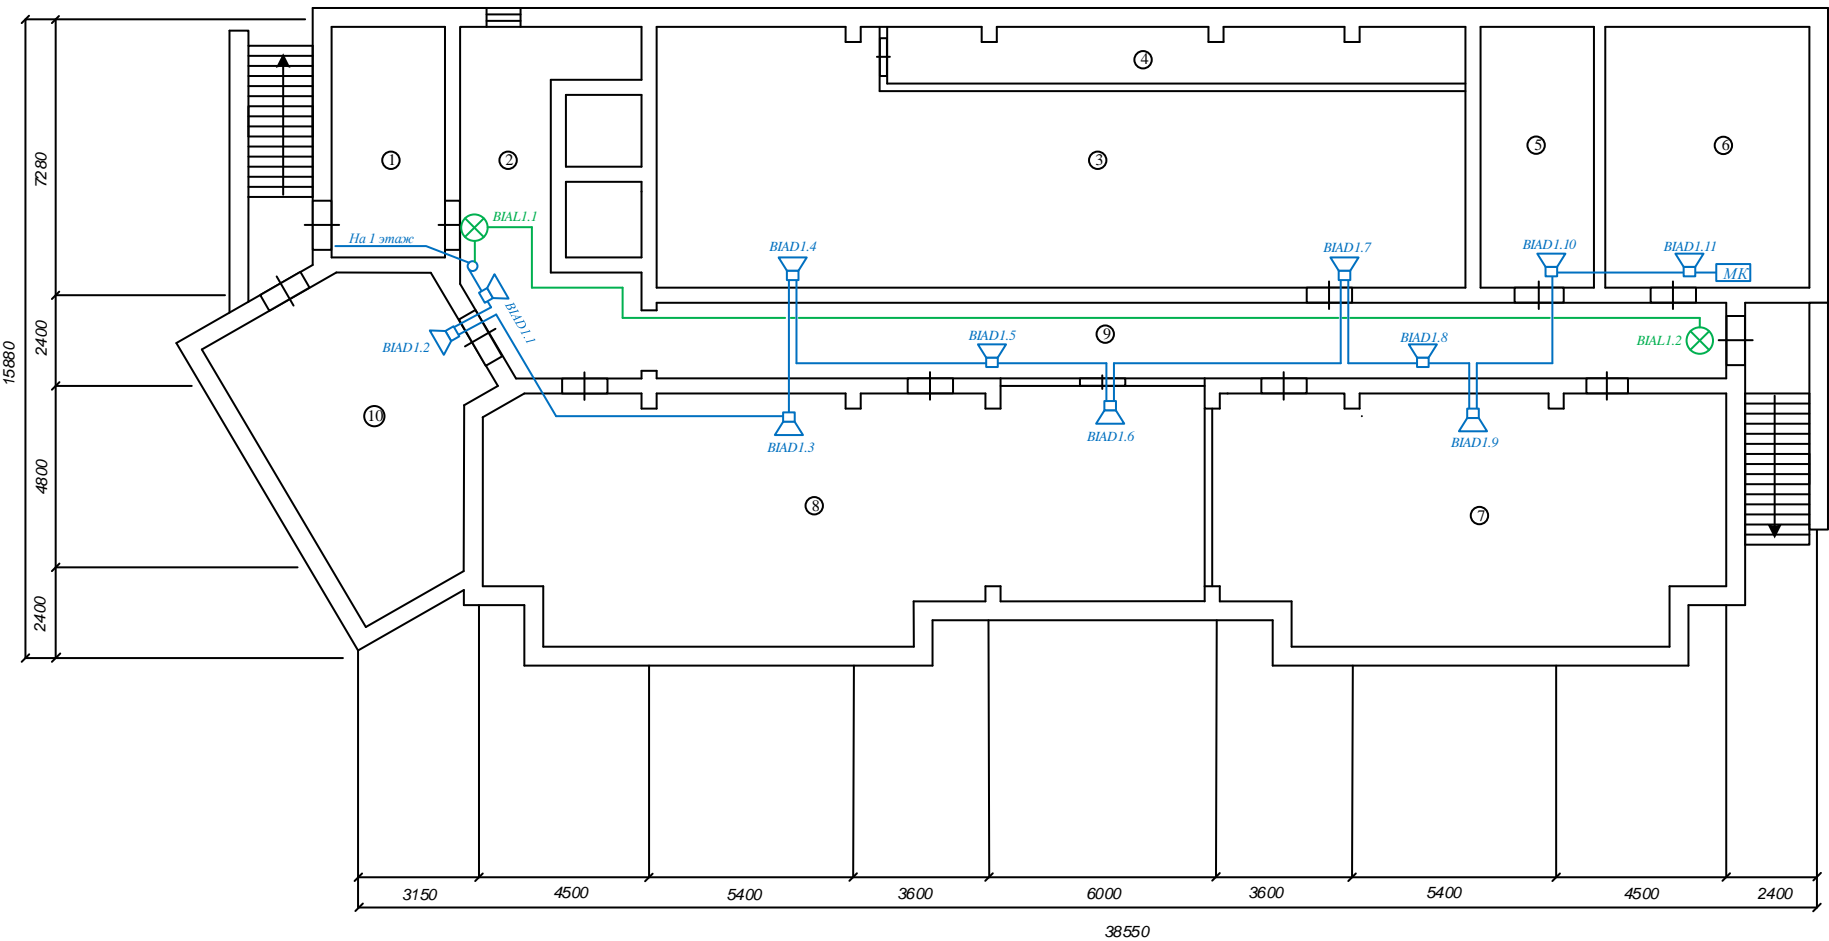 4
1
2
3
5
6
7280
BIAL1.1
На 1 этаж
BIAD1.4
BIAD1.7
BIAD1.10
BIAD1.11
МК
BIAD1.1
BIAD1.2
2400
15880
BIAD1.5
9
BIAD1.8
BIAL1.2
10
BIAD1.3
BIAD1.6
BIAD1.9
4800
8
7
2400
3150
4500
5400
3600
6000
3600
5400
4500
2400
38550